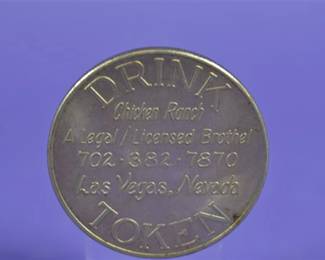 DRINK
Chicken Ranch
A Legal / Licensed Brothel
702·382·7870
Las Vegas, Nevada
TOKEN